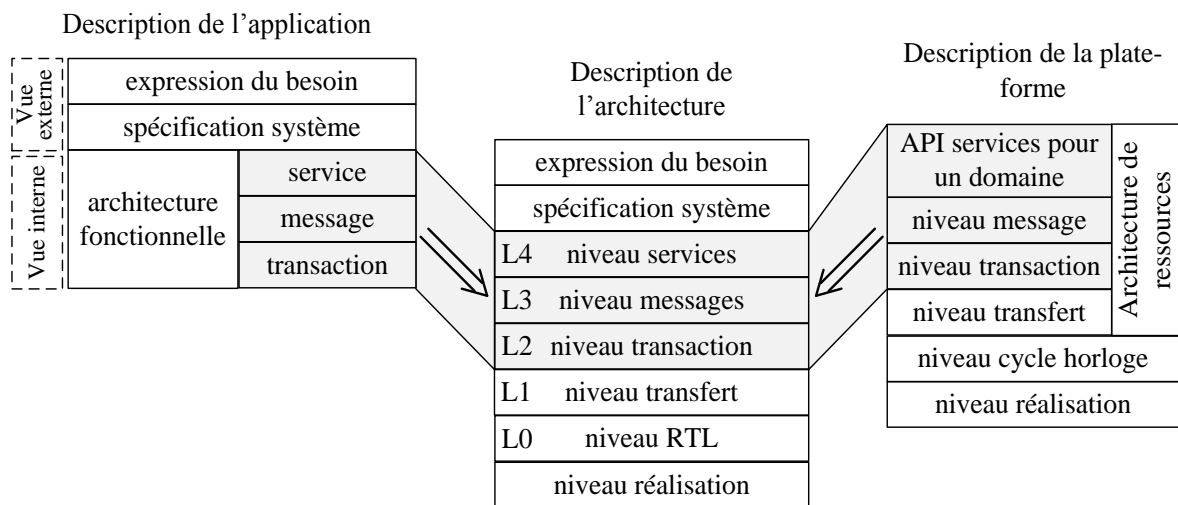 Description de l’application
Vue
externe
expression du besoin
spécification système
Vue interne
architecture
fonctionnelle
service
message
transaction
Description de
l’architecture
expression du besoin
spécification système
L4 niveau services
L3 niveau messages
L2 niveau transaction
L1 niveau transfert
L0 niveau RTL
niveau réalisation
Description de la plate-
forme
API services pour
un domaine
niveau message
niveau transaction
niveau transfert
Architecture de
ressources
niveau cycle horloge
niveau réalisation